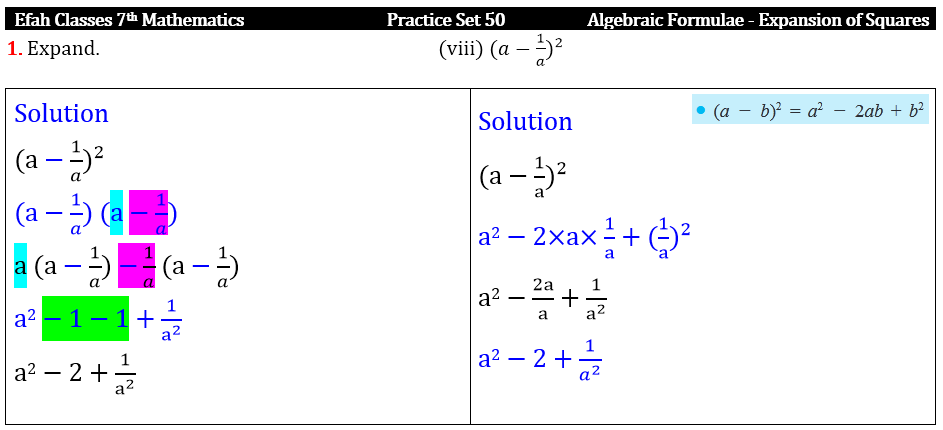 Efah Classes 7th Mathematics Practice Set 50 Algebraic Formulae - Expansion of Squares
1. Expand. (viii) (a − 1/a)²
Solution
(a − 1/a)²
(a − 1/a) (a − 1/a)
a (a − 1/a) − 1/a (a − 1/a)
a² − 1 − 1 + 1/a²
a² − 2 + 1/a²
• (a − b)² = a² − 2ab + b²
Solution
(a − 1/a)²
a² − 2×a× 1/a + (1/a)²
a² − 2a/a + 1/a²
a² − 2 + 1/a²